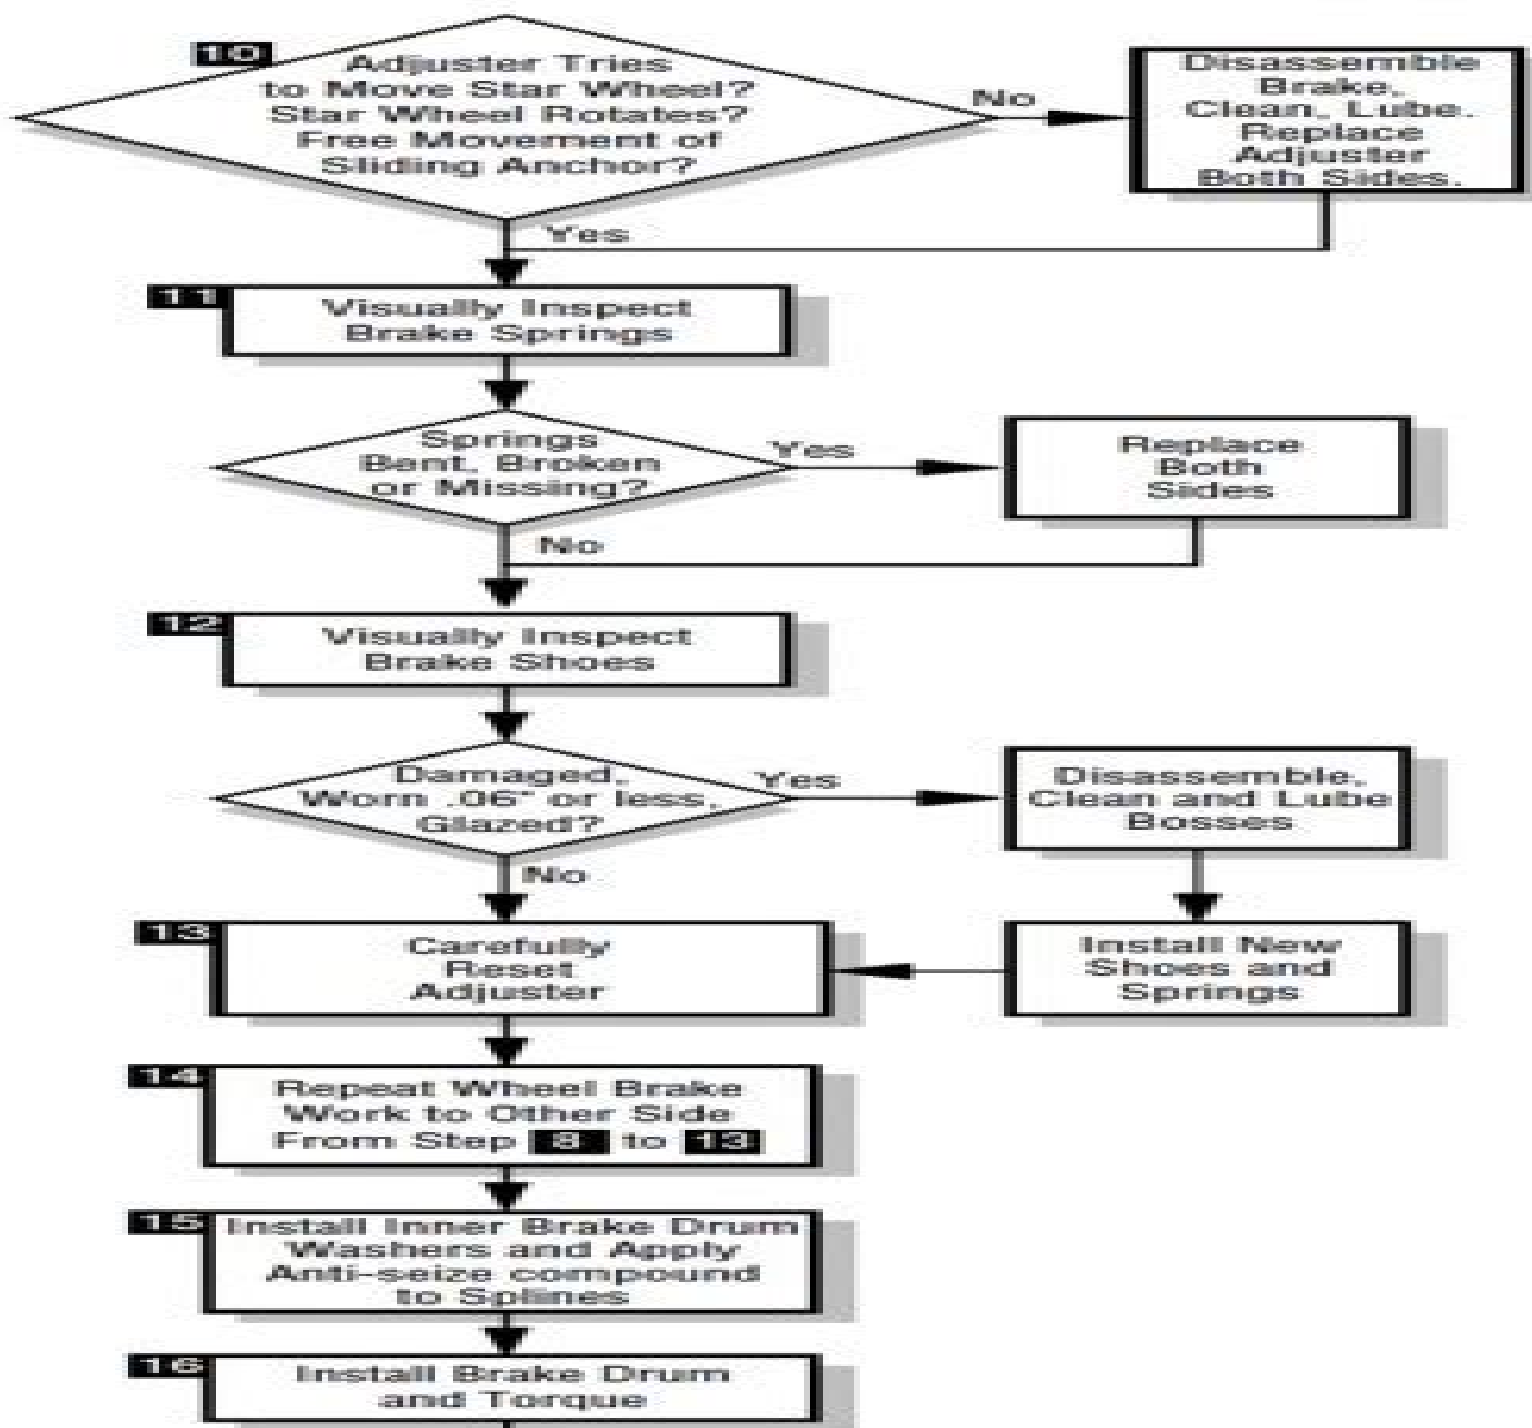 10
Adjuster Tries
to Move Star Wheel?
Star Wheel Rotates?
Free Movement of
Sliding Anchor?
No
Disassemble
Brake,
Clean, Lube.
Replace
Adjuster
Both Sides.
Yes
11
Visually Inspect
Brake Springs
Springs
Bent, Broken
or Missing?
Yes
Replace
Both
Sides
No
12
Visually Inspect
Brake Shoes
Damaged,
Worn .06" or less,
Glazed?
Yes
Disassemble,
Clean and Lube
Bosses
No
13
Carefully
Reset
Adjuster
Install New
Shoes and
Springs
14
Repeat Wheel Brake
Work to Other Side
From Step 8 to 13
15
Install Inner Brake Drum
Washers and Apply
Anti-seize compound
to Splines
16
Install Brake Drum
and Torque